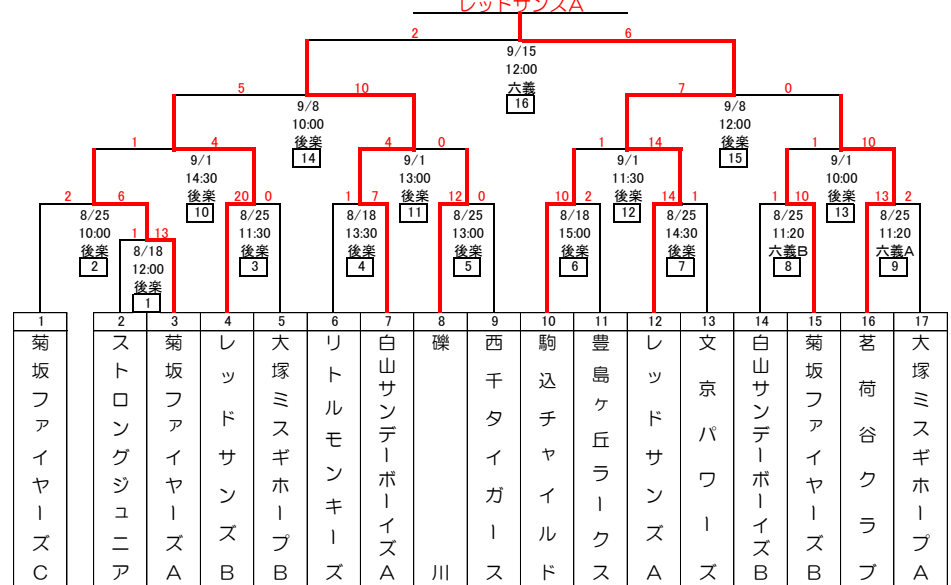 レッドサンズA
2 6
9/15
12:00
六義
16
5 10 7 0
9/8
10:00
後楽
14
9/8
12:00
後楽
15
1 4 4 0 1 14 1 10
9/1
14:30
後楽
10
9/1
13:00
後楽
11
9/1
11:30
後楽
12
9/1
10:00
後楽
13
2 6 20 0 1 7 12 0 10 2 14 1 1 10 13 2
8/25
10:00
後楽
2
1 13
8/18
12:00
後楽
1
8/25
11:30
後楽
3
8/18
13:30
後楽
4
8/25
13:00
後楽
5
8/18
15:00
後楽
6
8/25
14:30
後楽
7
8/25
11:20
六義B
8
8/25
11:20
六義A
9
1 2 3 4 5 6 7 8 9 10 11 12 13 14 15 16 17
菊坂ファイヤーズC
ストロングジュニア
菊坂ファイヤーズA
レッドサンズB
大塚ミスギホープB
リトルモンキーズ
白山サンデーボーイズA
礫川
西千タイガース
駒込チャイルド
豊島ヶ丘ラークス
レッドサンズA
文京パワーズ
白山サンデーボーイズB
菊坂ファイヤーズB
茗荷谷クラブ
大塚ミスギホープA